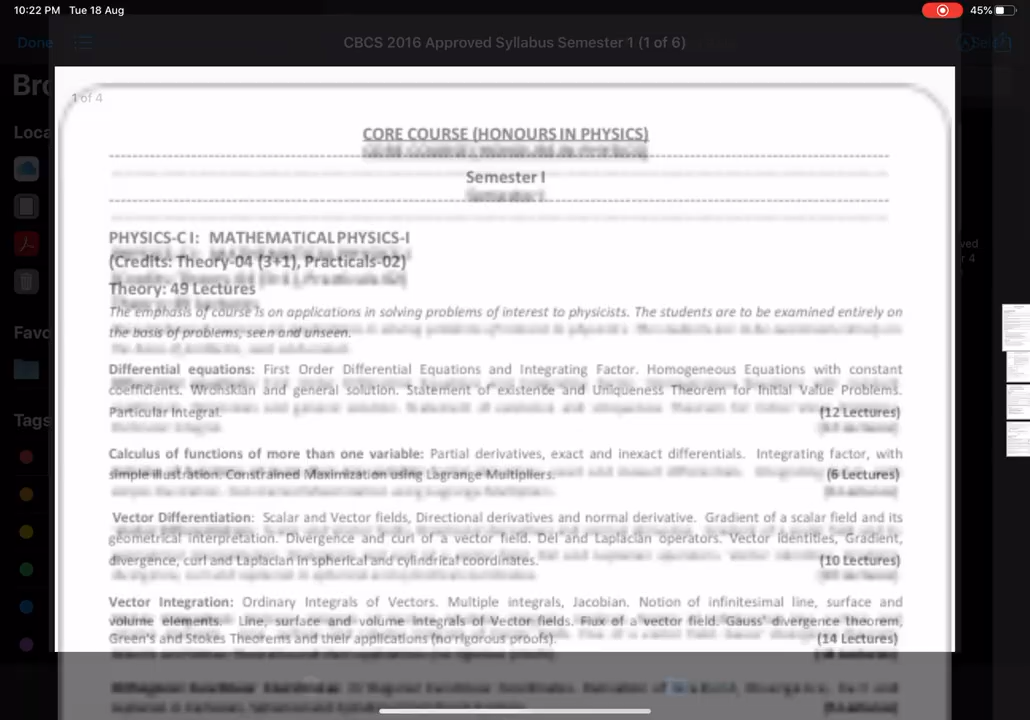 10:22 PM Tue 18 Aug
45%
Done
CBCS 2016 Approved Syllabus Semester 1 (1 of 6)
1 of 4
Loca
Favo
Tags
CORE COURSE (HONOURS IN PHYSICS)
Semester I
PHYSICS-C I: MATHEMATICAL PHYSICS-I
(Credits: Theory-04 (3+1), Practicals-02)
Theory: 49 Lectures
The emphasis of course is on applications in solving problems of interest to physicists. The students are to be examined entirely on
the basis of problems, seen and unseen.
Differential equations: First Order Differential Equations and Integrating Factor. Homogeneous Equations with constant
coefficients. Wronskian and general solution. Statement of existence and Uniqueness Theorem for Initial Value Problems.
Particular Integral. (12 Lectures)
Calculus of functions of more than one variable: Partial derivatives, exact and inexact differentials. Integrating factor, with
simple illustration. Constrained Maximization using Lagrange Multipliers. (6 Lectures)
Vector Differentiation: Scalar and Vector fields, Directional derivatives and normal derivative. Gradient of a scalar field and its
geometrical interpretation. Divergence and curl of a vector field. Del and Laplacian operators. Vector identities, Gradient,
divergence, curl and Laplacian in spherical and cylindrical coordinates. (10 Lectures)
Vector Integration: Ordinary Integrals of Vectors. Multiple integrals, Jacobian. Notion of infinitesimal line, surface and
volume elements. Line, surface and volume integrals of Vector fields. Flux of a vector field. Gauss' divergence theorem,
Green's and Stokes Theorems and their applications (no rigorous proofs). (14 Lectures)